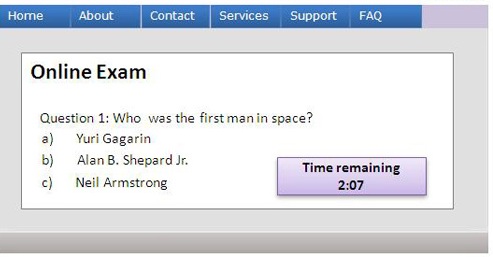 Home About Contact Services Support FAQ
Online Exam
Question 1: Who was the first man in space?
a) Yuri Gagarin
b) Alan B. Shepard Jr.
c) Neil Armstrong
Time remaining
2:07